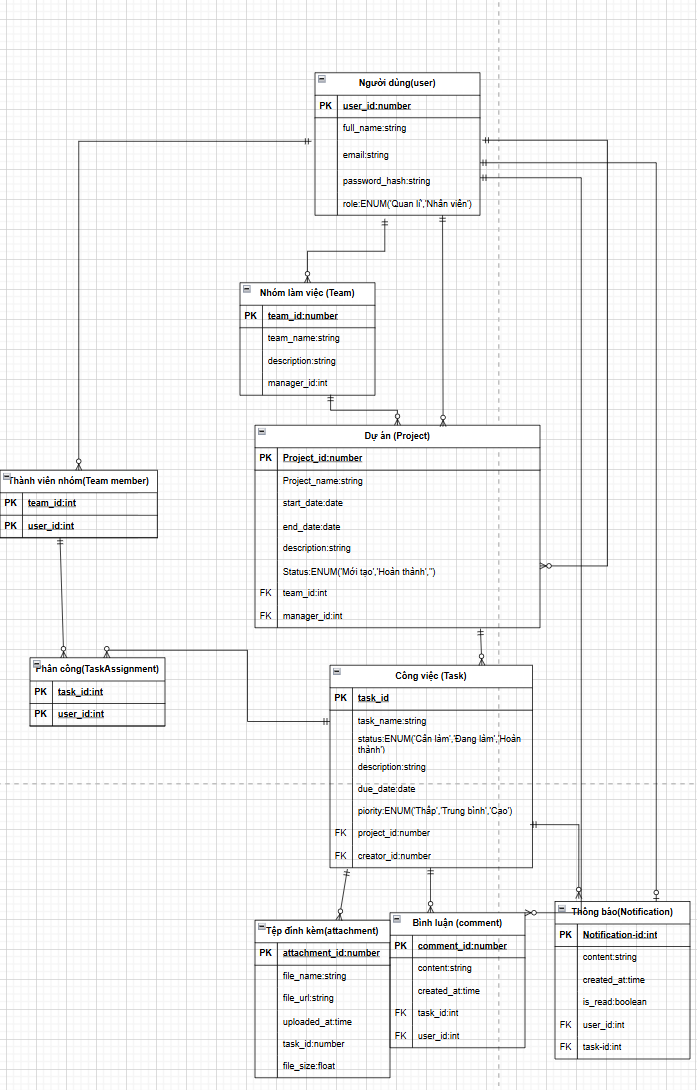 Người dùng(user)
PK user_id:number
full_name:string
email:string
password_hash:string
role:ENUM('Quan lí','Nhân viên')
Nhóm làm việc (Team)
PK team_id:number
team_name:string
description:string
manager_id:int
Dự án (Project)
PK Project_id:number
Project_name:string
start_date:date
end_date:date
description:string
Status:ENUM('Mới tạo','Hoàn thành','')
FK team_id:int
FK manager_id:int
Thành viên nhóm(Team member)
PK team_id:int
PK user_id:int
Phân công(TaskAssignment)
PK task_id:int
PK user_id:int
Công việc (Task)
PK task_id
task_name:string
status:ENUM('Cần làm','Đang làm','Hoàn
thành')
description:string
due_date:date
piority:ENUM('Thấp','Trung bình','Cao')
FK project_id:number
FK creator_id:number
Tệp đính kèm(attachment)
PK attachment_id:number
file_name:string
file_url:string
uploaded_at:time
task_id:number
file_size:float
Bình luận (comment)
PK comment_id:number
content:string
created_at:time
FK task_id:int
FK user_id:int
Thông báo(Notification)
PK Notification-id:int
content:string
created_at:time
is_read:boolean
FK user_id:int
FK task-id:int